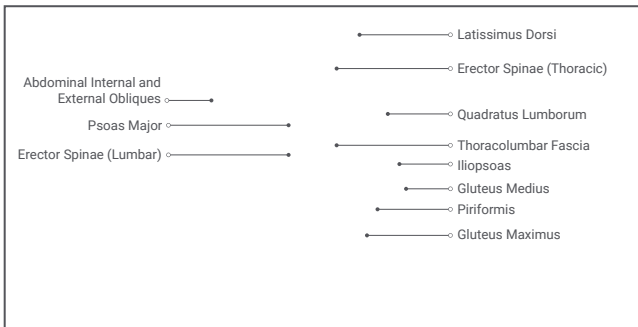 Abdominal Internal and
External Obliques
Psoas Major
Erector Spinae (Lumbar)
Latissimus Dorsi
Erector Spinae (Thoracic)
Quadratus Lumborum
Thoracolumbar Fascia
Iliopsoas
Gluteus Medius
Piriformis
Gluteus Maximus